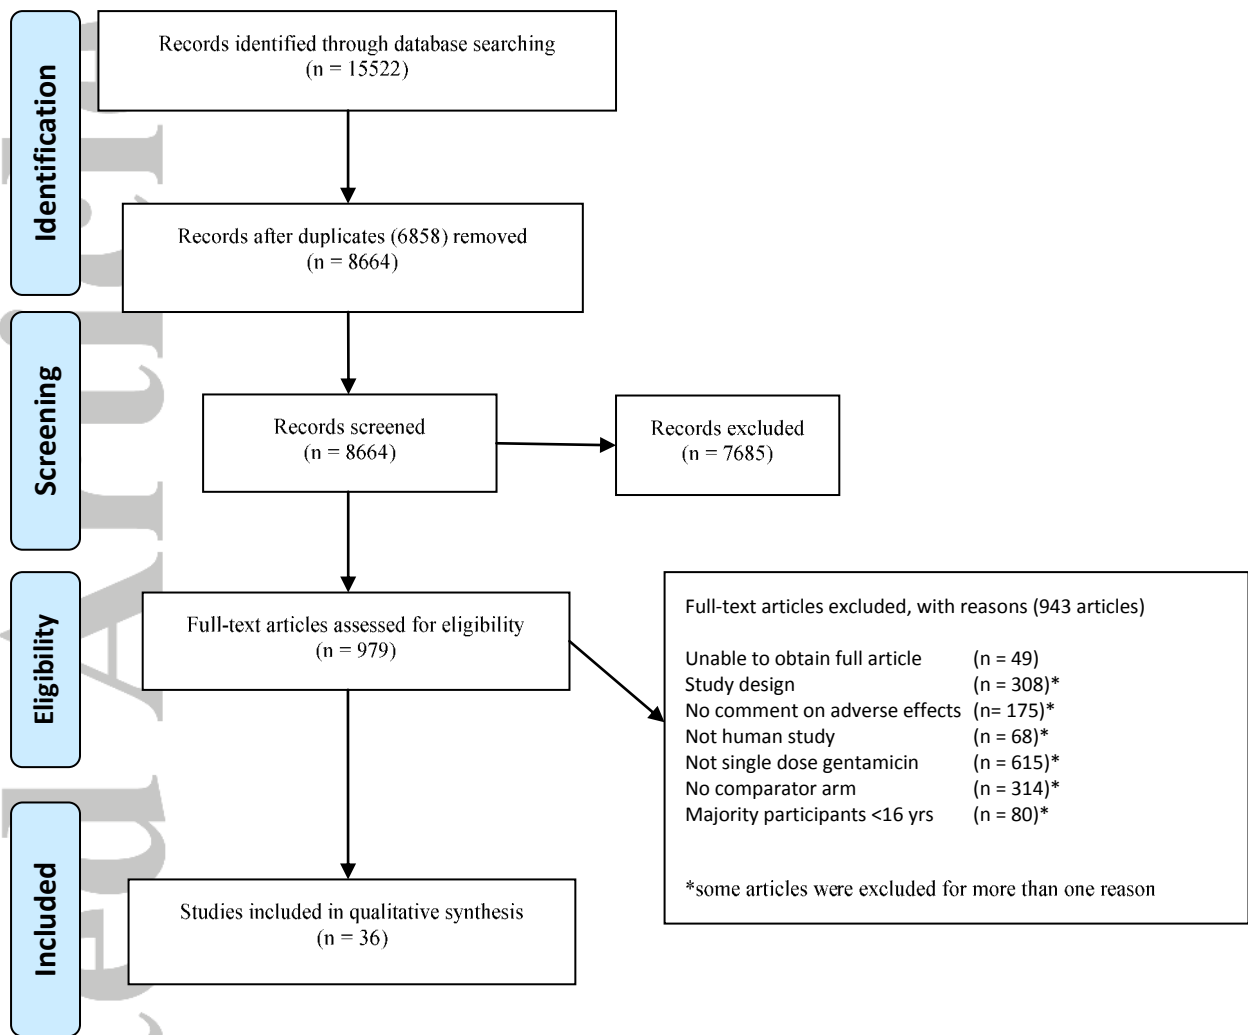 Identification
Records identified through database searching
(n = 15522)
Records after duplicates (6858) removed
(n = 8664)
Screening
Records screened
(n = 8664)
Records excluded
(n = 7685)
Eligibility
Full-text articles assessed for eligibility
(n = 979)
Full-text articles excluded, with reasons (943 articles)
Unable to obtain full article (n = 49)
Study design (n = 308)*
No comment on adverse effects (n= 175)*
Not human study (n = 68)*
Not single dose gentamicin (n = 615)*
No comparator arm (n = 314)*
Majority participants <16 yrs (n = 80)*
*some articles were excluded for more than one reason
Included
Studies included in qualitative synthesis
(n = 36)